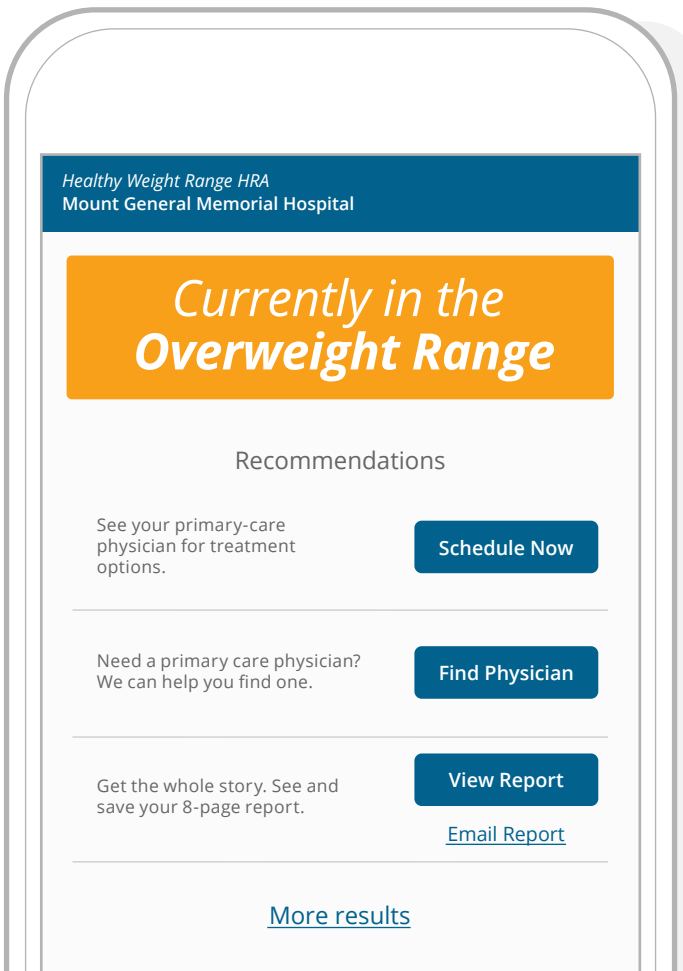 Healthy Weight Range HRA
Mount General Memorial Hospital
Currently in the
Overweight Range
Recommendations
See your primary-care
physician for treatment
options.
Schedule Now
Need a primary care physician?
We can help you find one.
Find Physician
Get the whole story. See and
save your 8-page report.
View Report
Email Report
More results